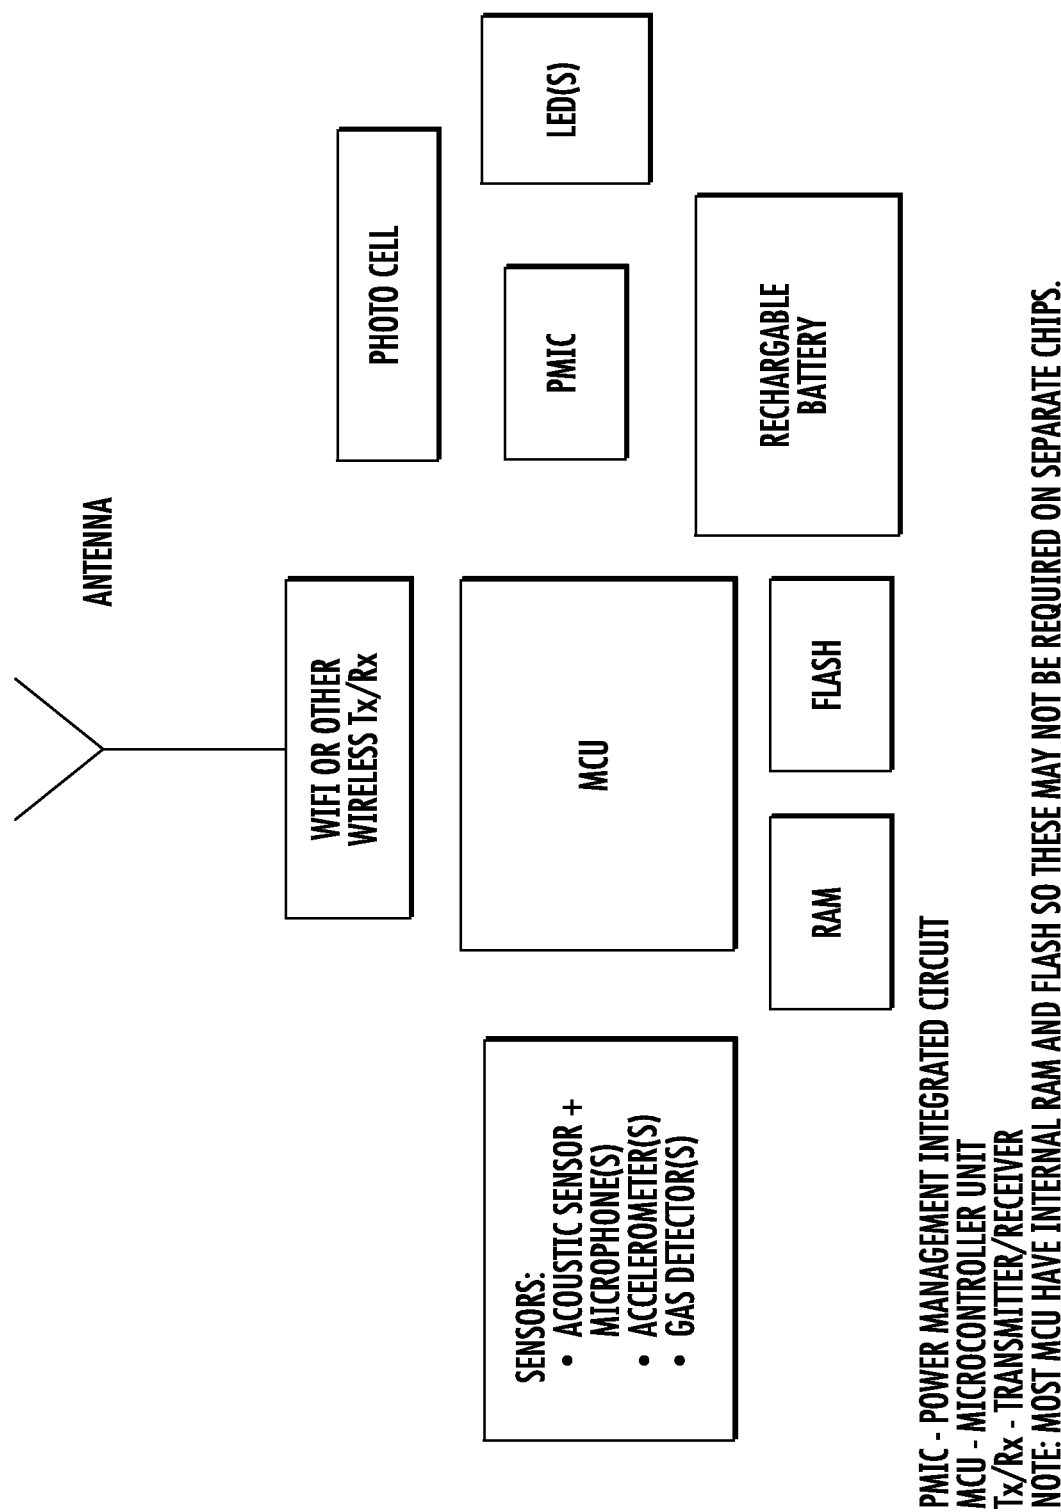 ANTENNA
WIFI OR OTHER
WIRELESS Tx/Rx
PHOTO CELL
SENSORS:
• ACOUSTIC SENSOR +
MICROPHONE(S)
• ACCELEROMETER(S)
• GAS DETECTOR(S)
MCU
PMIC
LED(S)
RAM
FLASH
RECHARGABLE
BATTERY
PMIC - POWER MANAGEMENT INTEGRATED CIRCUIT
MCU - MICROCONTROLLER UNIT
Tx/Rx - TRANSMITTER/RECEIVER
NOTE: MOST MCU HAVE INTERNAL RAM AND FLASH SO THESE MAY NOT BE REQUIRED ON SEPARATE CHIPS.